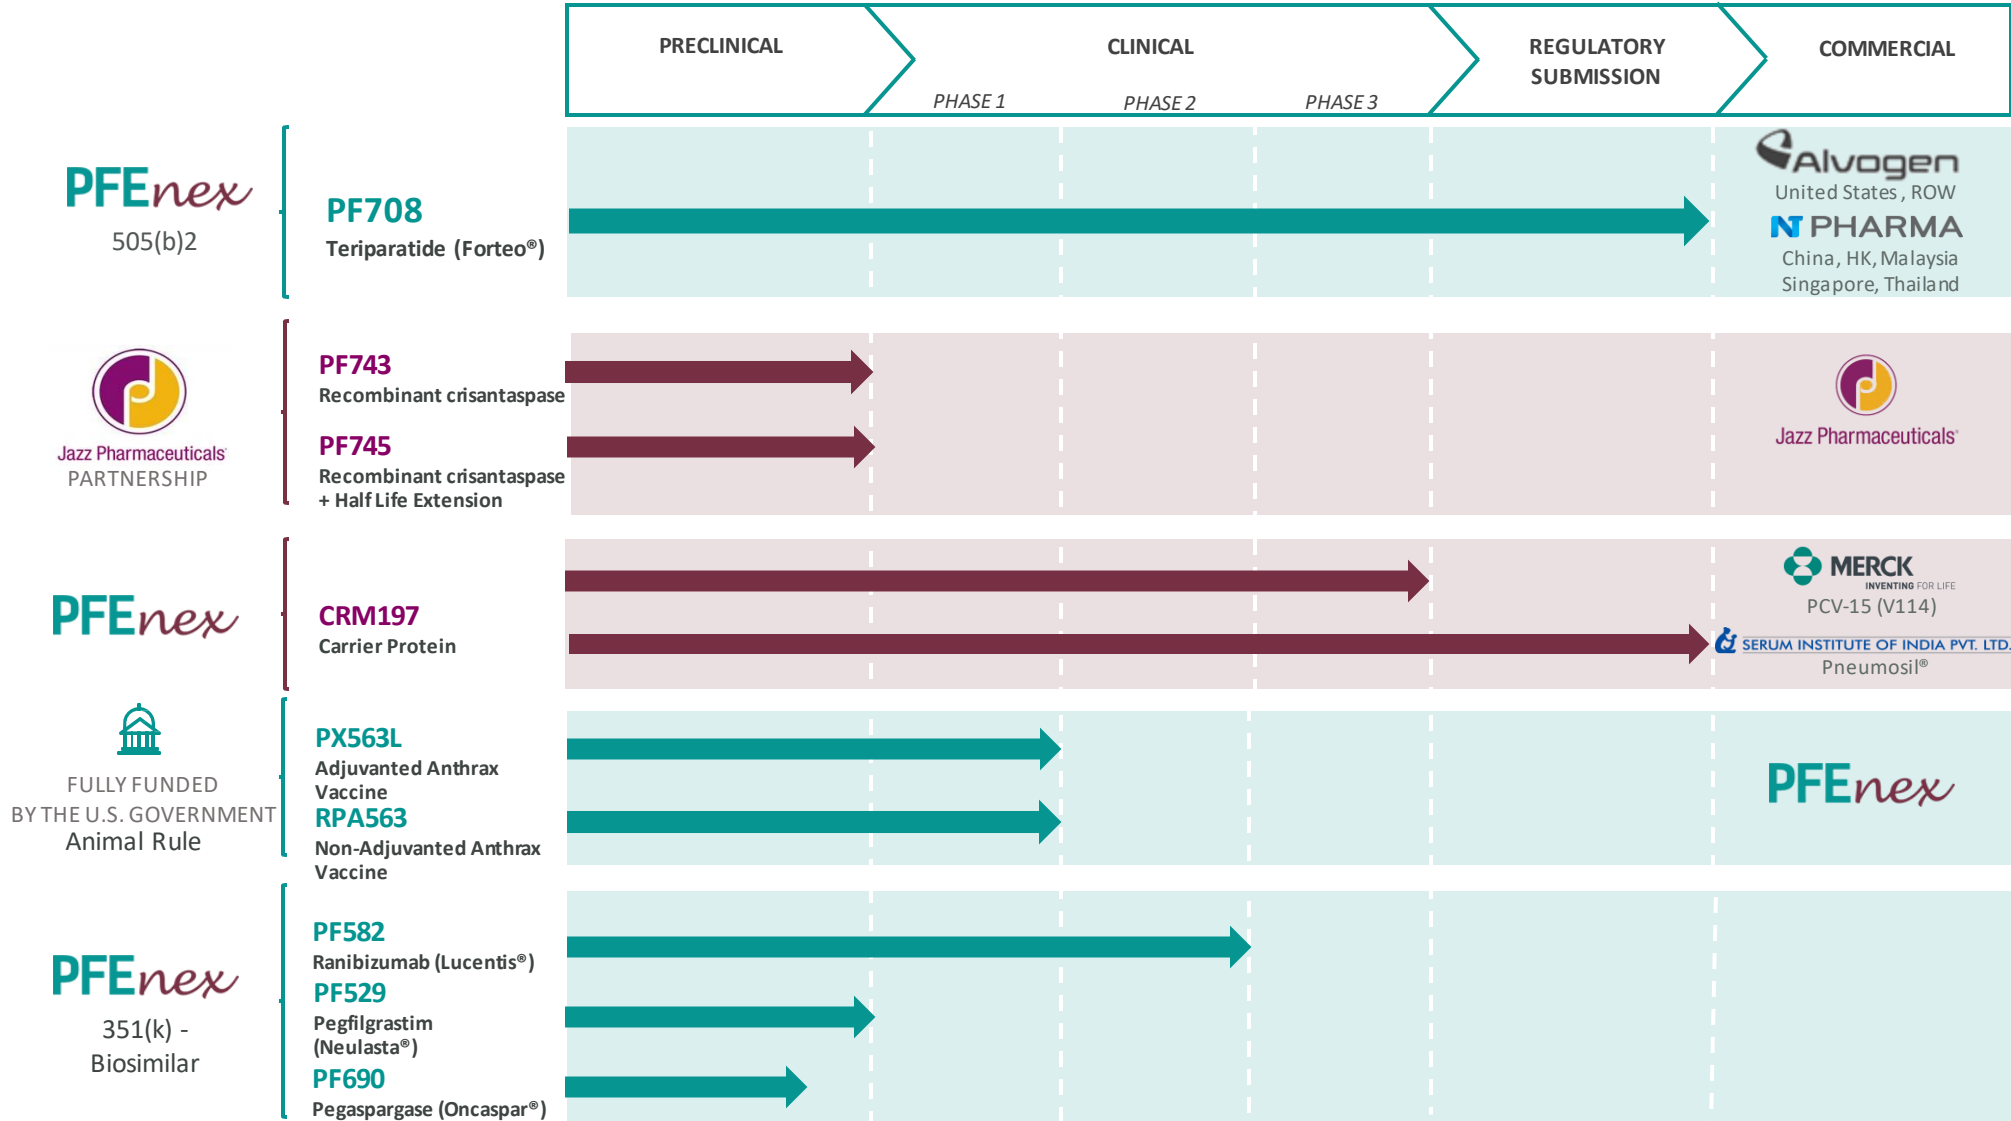 PRECLINICAL
CLINICAL
PHASE 1
PHASE 2
PHASE 3
REGULATORY
SUBMISSION
COMMERCIAL
PFEnex
505(b)2
PF708
Teriparatide (Forteo®)
Alvogen
United States, ROW
NT PHARMA
China, HK, Malaysia
Singapore, Thailand
Jazz Pharmaceuticals
PARTNERSHIP
PF743
Recombinant crisantaspase
PF745
Recombinant crisantaspase
+ Half Life Extension
Jazz Pharmaceuticals®
PFEnex
CRM197
Carrier Protein
MERCK
INVENTING FOR LIFE
PCV-15 (V114)
SERUM INSTITUTE OF INDIA PVT. LTD.
Pneumosil®
FULLY FUNDED
BY THE U.S. GOVERNMENT
Animal Rule
PX563L
Adjuvanted Anthrax
Vaccine
RPA563
Non-Adjuvanted Anthrax
Vaccine
PFEnex
PFEnex
351(k) -
Biosimilar
PF582
Ranibizumab (Lucentis®)
PF529
Pegfilgrastim
(Neulasta®)
PF690
Pegaspargase (Oncaspar®)